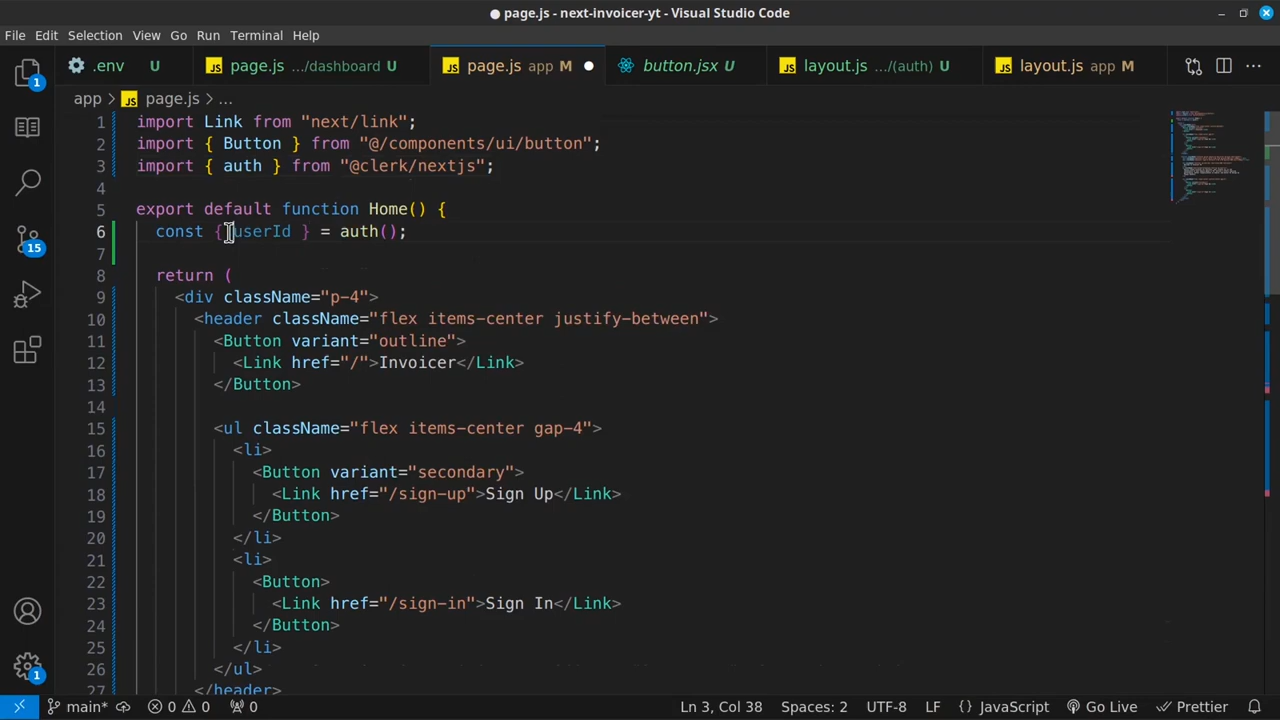 page.js - next-invoicer-yt - Visual Studio Code
File Edit Selection View Go Run Terminal Help
.env U page.js .../dashboard U page.js app M button.jsx U layout.js .../(auth) U layout.js app M
app > page.js > ...
1 import Link from "next/link";
2 import { Button } from "@/components/ui/button";
3 import { auth } from "@clerk/nextjs";
4
5 export default function Home() {
6 const { userId } = auth();
7
8 return (
9 <div className="p-4">
10 <header className="flex items-center justify-between">
11 <Button variant="outline">
12 <Link href="/">Invoicer</Link>
13 </Button>
14
15 <ul className="flex items-center gap-4">
16 <li>
17 <Button variant="secondary">
18 <Link href="/sign-up">Sign Up</Link>
19 </Button>
20 </li>
21 <li>
22 <Button>
23 <Link href="/sign-in">Sign In</Link>
24 </Button>
25 </li>
26 </ul>
27 </header>
1
15
1
main* 0 0 0 Ln 3, Col 38 Spaces: 2 UTF-8 LF {} JavaScript Go Live Prettier